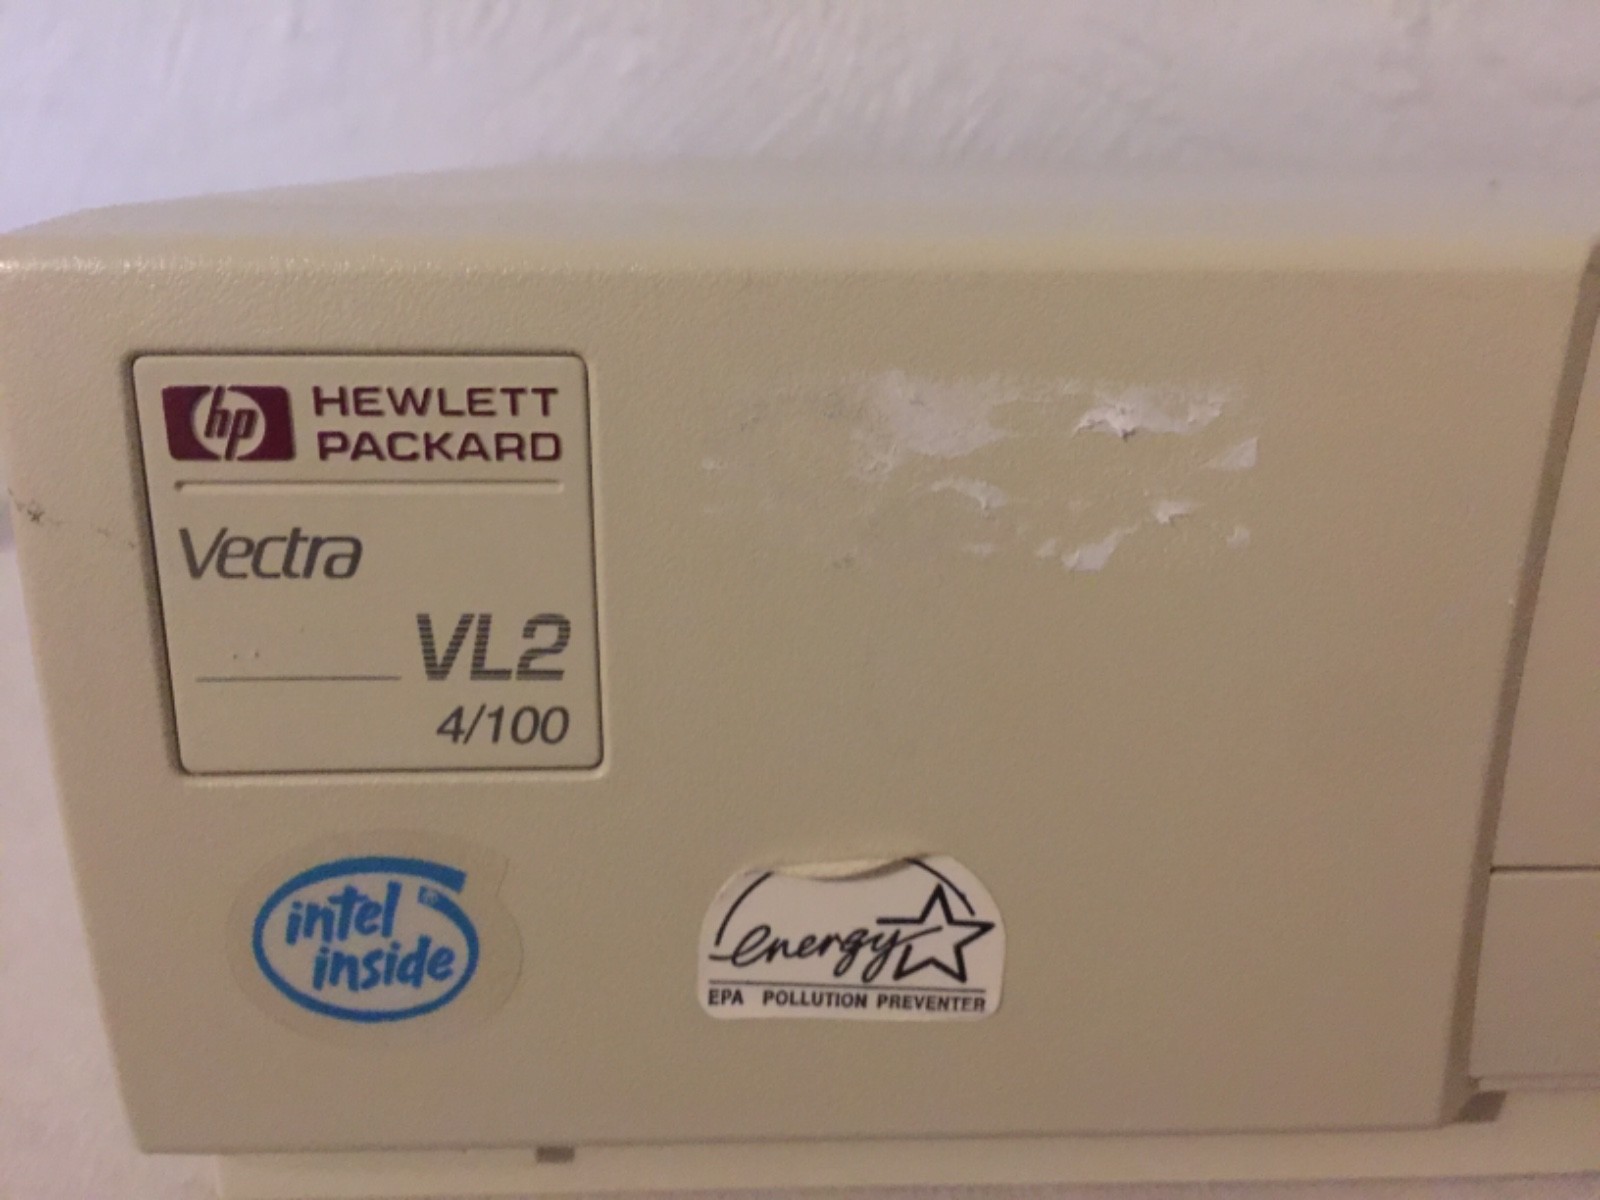 hp HEWLETT
PACKARD
Vectra
VL2
4/100
intel
inside
energy
EPA POLLUTION PREVENTER